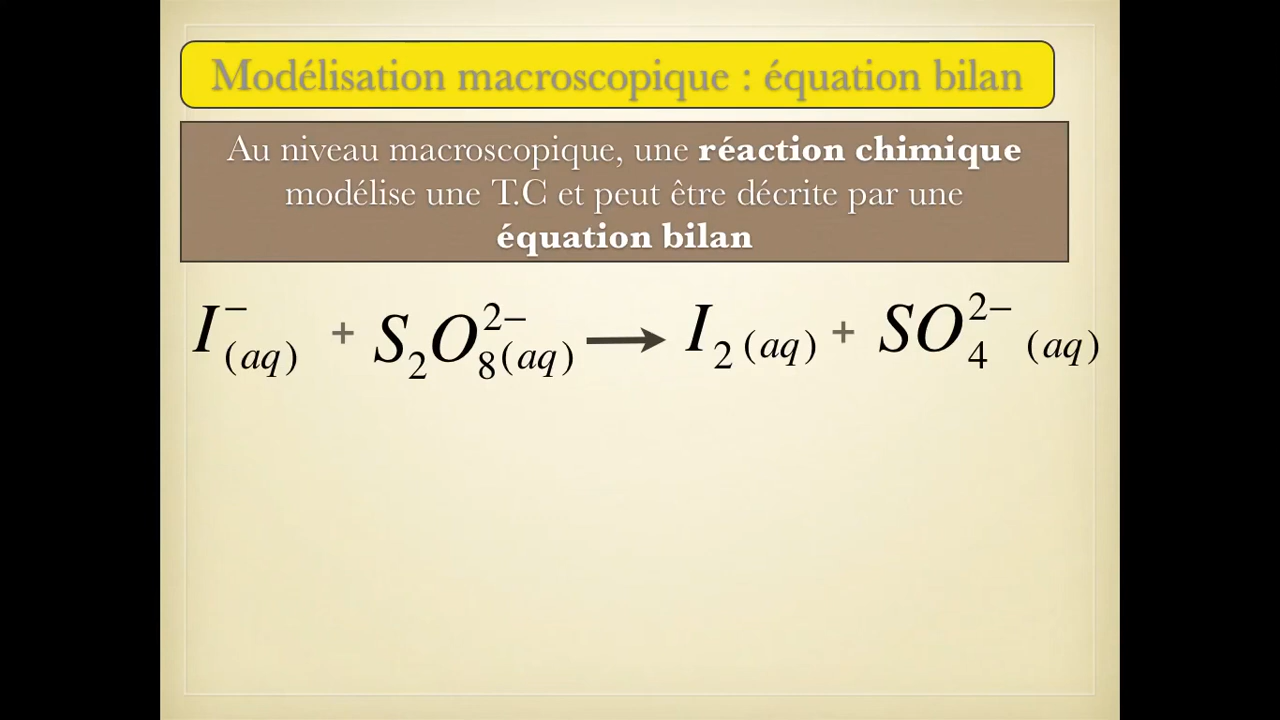 Modélisation macroscopique : équation bilan
Au niveau macroscopique, une réaction chimique
modélise une T.C et peut être décrite par une
équation bilan
I⁻(aq) + S₂O₈²⁻(aq) → I₂ (aq) + SO₄²⁻ (aq)